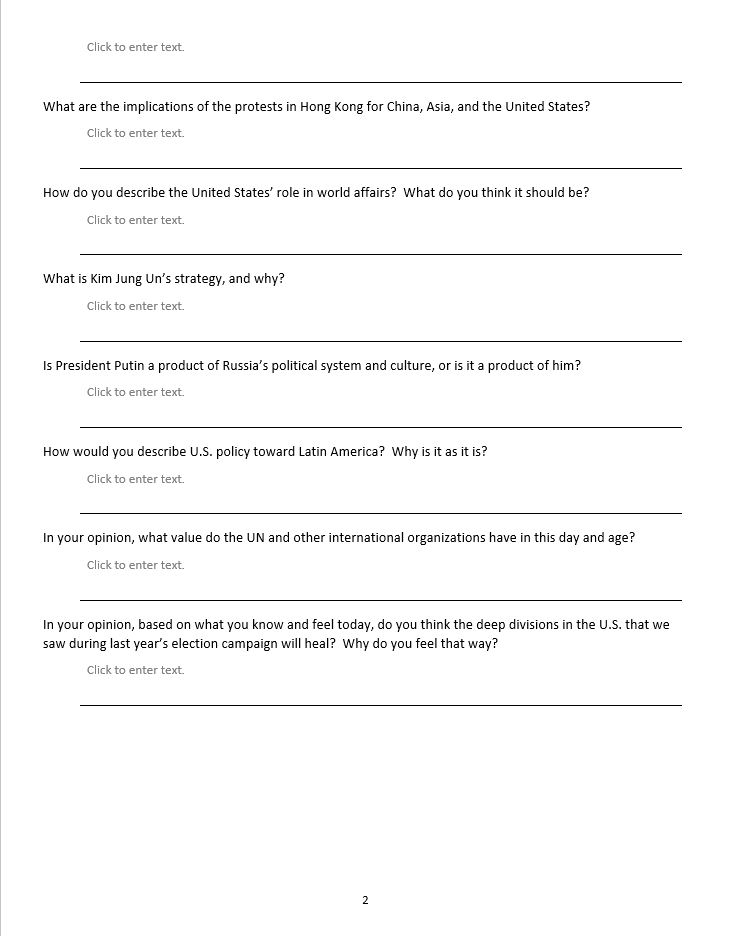 Click to enter text.
What are the implications of the protests in Hong Kong for China, Asia, and the United States?
Click to enter text.
How do you describe the United States’ role in world affairs?  What do you think it should be?
Click to enter text.
What is Kim Jung Un’s strategy, and why?
Click to enter text.
Is President Putin a product of Russia’s political system and culture, or is it a product of him?
Click to enter text.
How would you describe U.S. policy toward Latin America?  Why is it as it is?
Click to enter text.
In your opinion, what value do the UN and other international organizations have in this day and age?
Click to enter text.
In your opinion, based on what you know and feel today, do you think the deep divisions in the U.S. that we
saw during last year’s election campaign will heal?  Why do you feel that way?
Click to enter text.
2